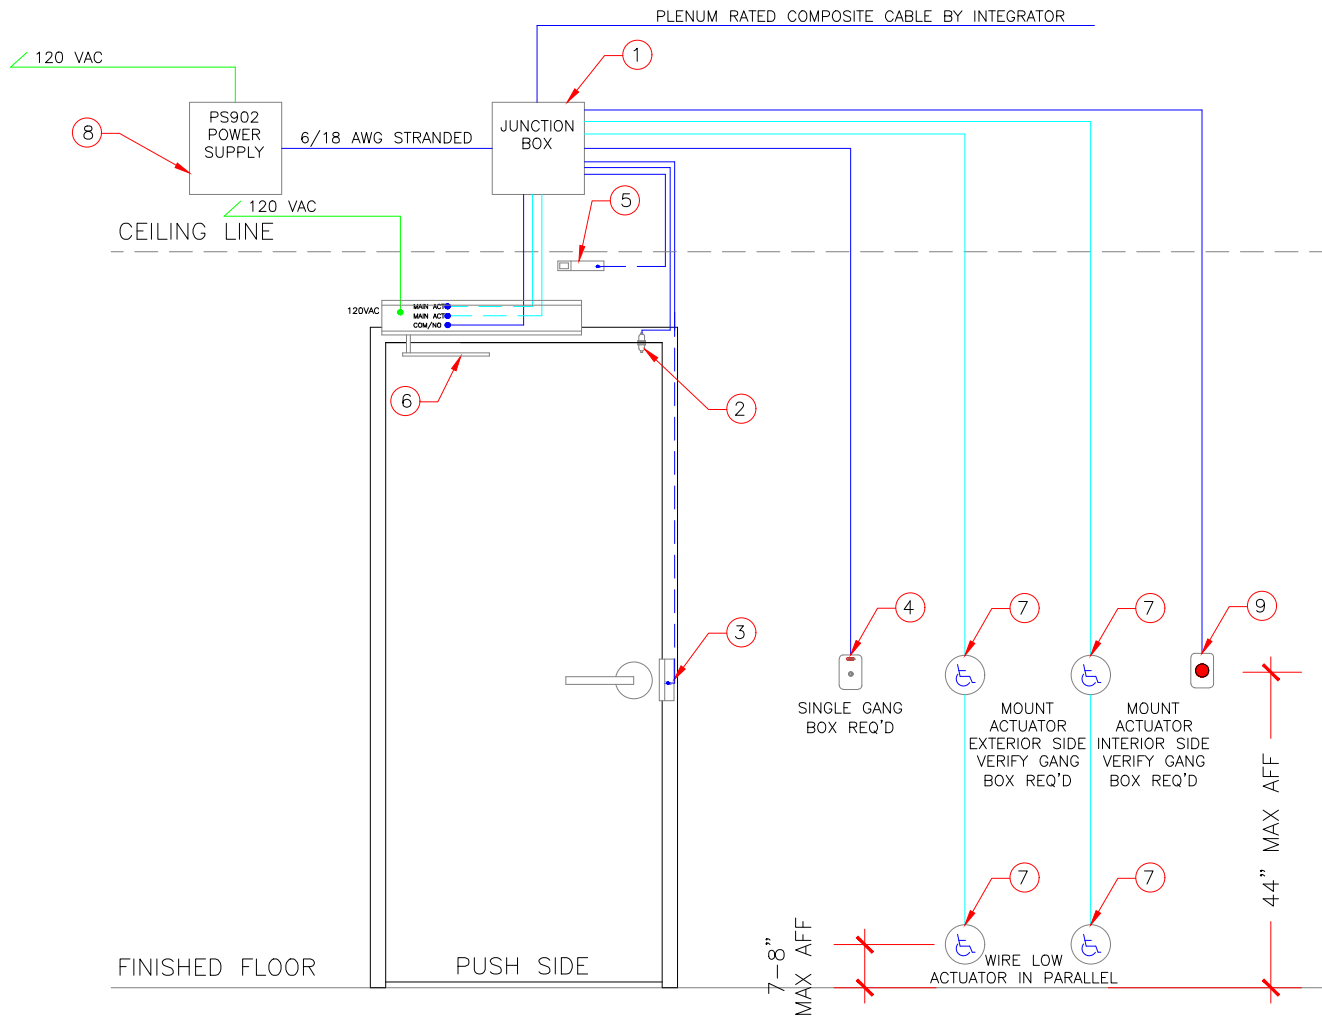 PLENUM RATED COMPOSITE CABLE BY INTEGRATOR
120 VAC
1
8
PS902
POWER
SUPPLY
6/18 AWG STRANDED
JUNCTION
BOX
120 VAC
5
CEILING LINE
120VAC
MAIN ACT
MAIN ACT
COM/NO
6
2
3
4
7
7
9
SINGLE GANG
BOX REQ'D
MOUNT
ACTUATOR
EXTERIOR SIDE
VERIFY GANG
BOX REQ'D
MOUNT
ACTUATOR
INTERIOR SIDE
VERIFY GANG
BOX REQ'D
44" MAX AFF
7
7
7-8"
MAX AFF
WIRE LOW
ACTUATOR IN PARALLEL
FINISHED FLOOR
PUSH SIDE